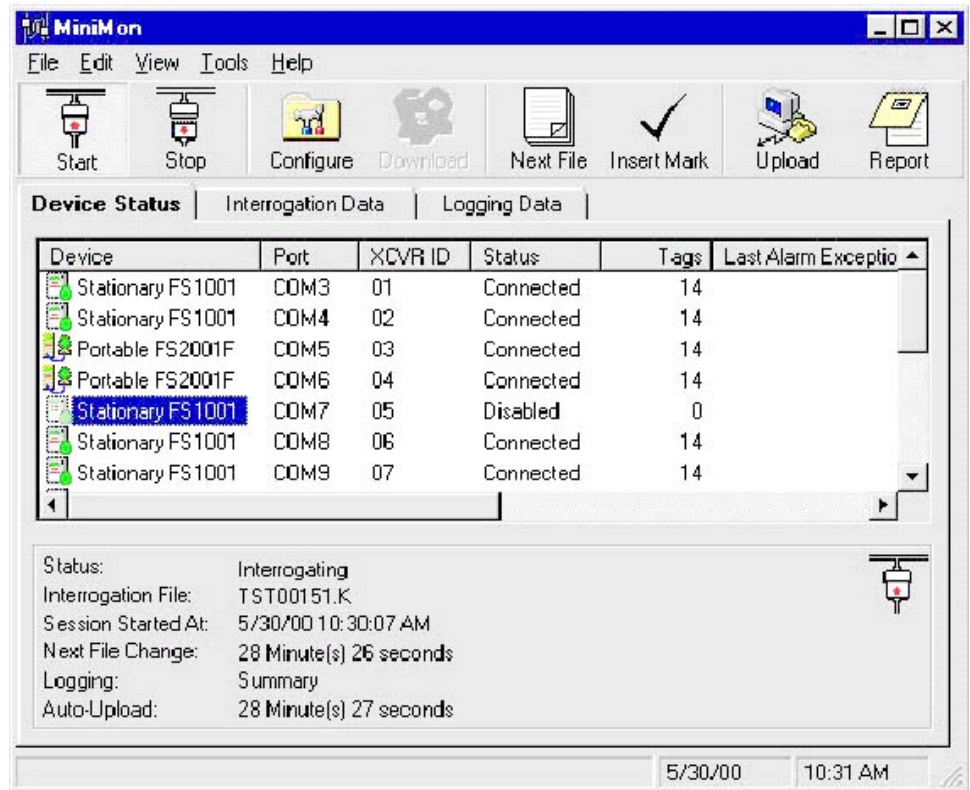 MiniMon
File Edit View Tools Help
Start Stop Configure Download Next File Insert Mark Upload Report
Device Status Interrogation Data Logging Data
Device Port XCVR ID Status Tags Last Alarm Exceptio
Stationary FS1001 COM3 01 Connected 14
Stationary FS1001 COM4 02 Connected 14
Portable FS2001F COM5 03 Connected 14
Portable FS2001F COM6 04 Connected 14
Stationary FS1001 COM7 05 Disabled 0
Stationary FS1001 COM8 06 Connected 14
Stationary FS1001 COM9 07 Connected 14
Status: Interrogating
Interrogation File: TST00151.K
Session Started At: 5/30/00 10:30:07 AM
Next File Change: 28 Minute(s) 26 seconds
Logging: Summary
Auto-Upload: 28 Minute(s) 27 seconds
5/30/00 10:31 AM